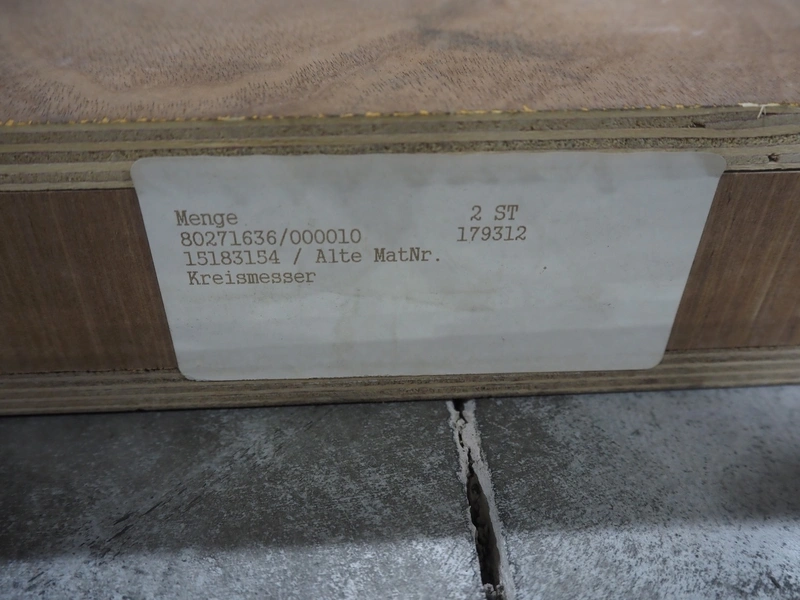 Menge 2 ST
80271636/000010 179312
15183154 / Alte MatNr.
Kreismesser